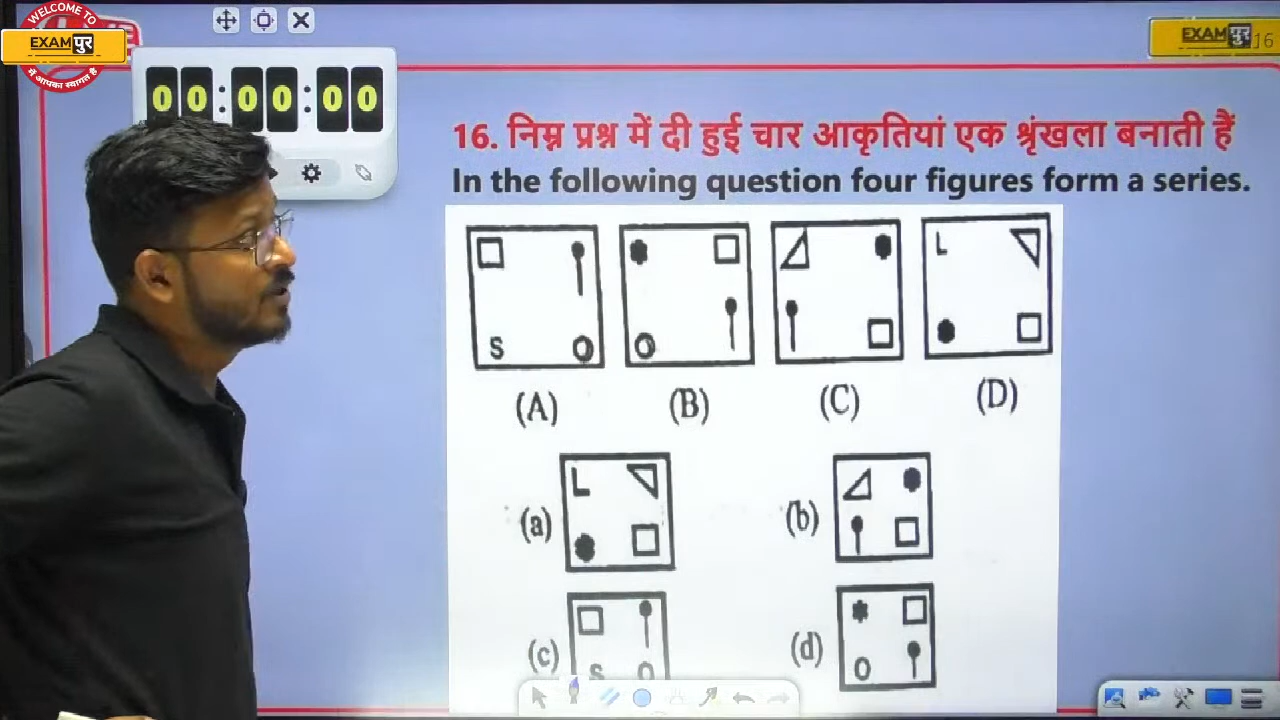 WELCOME TO
EXAMपुर
में आपका स्वागत है
00:00:00
EXAMपुर
16
16. निम्न प्रश्न में दी हुई चार आकृतियां एक श्रृंखला बनाती हैं
In the following question four figures form a series.
S O
O
L
(A) (B) (C) (D)
(a) L
(b)
(c) S O
(d) O